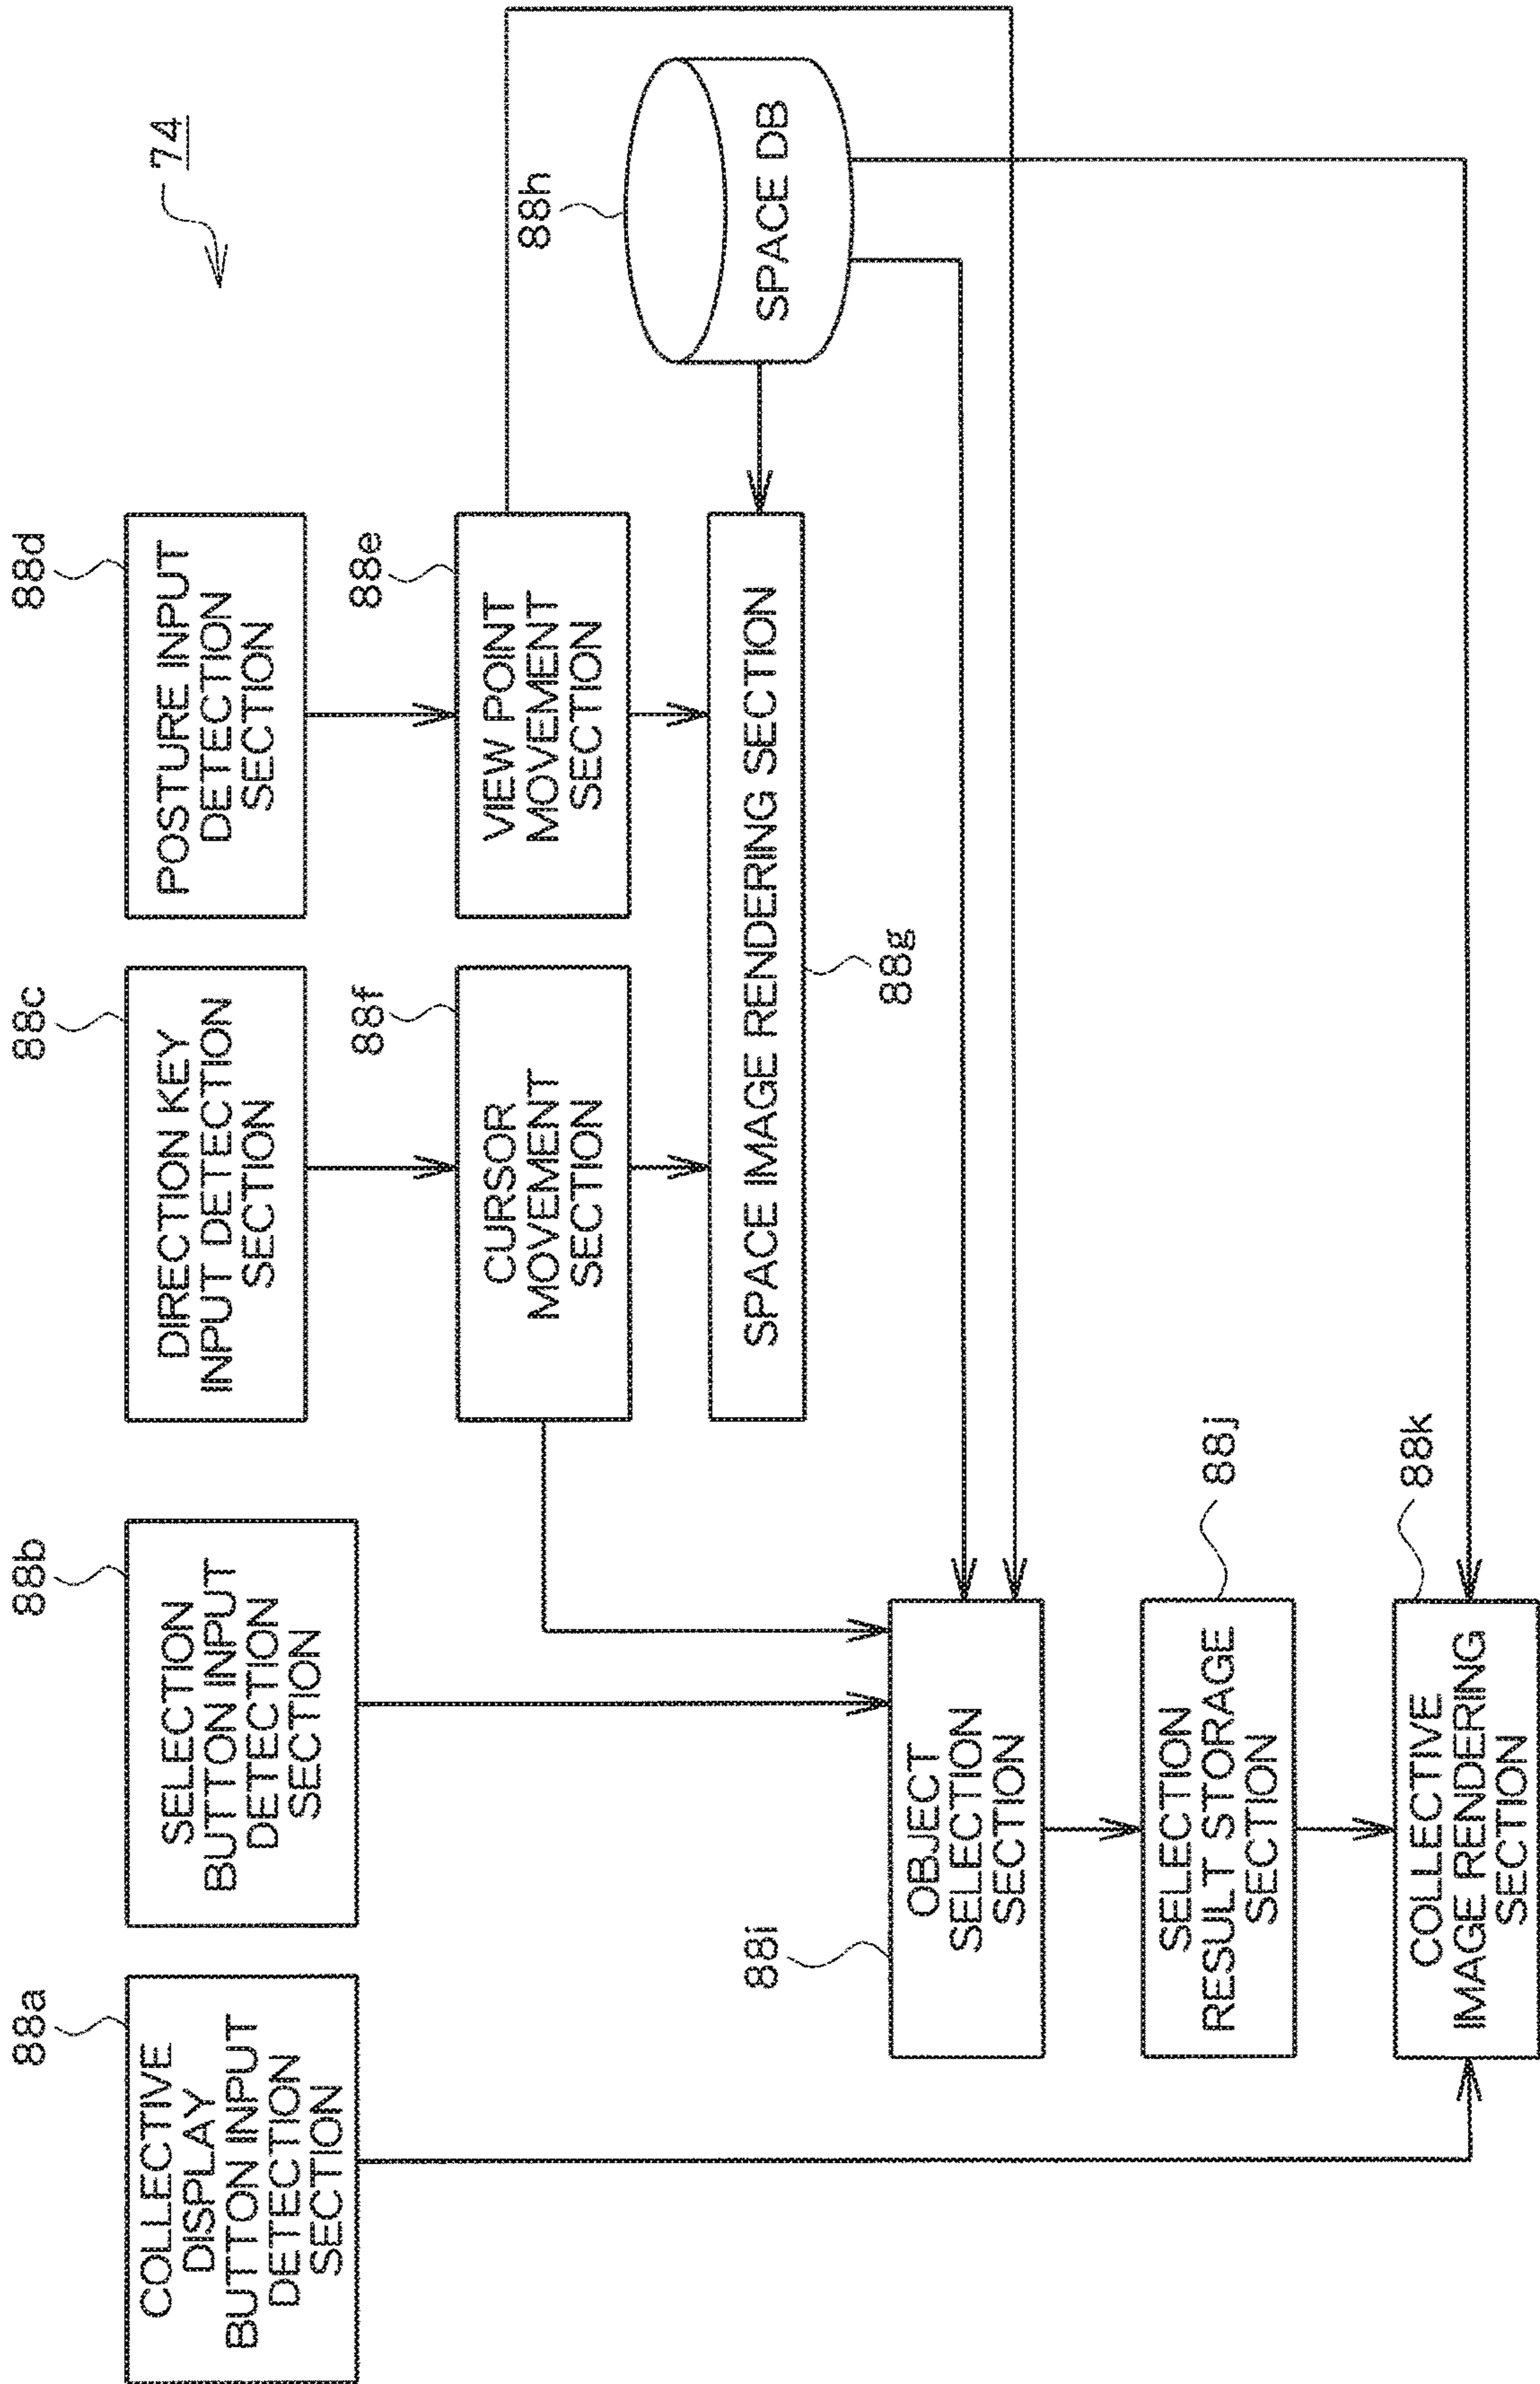 74
88a
COLLECTIVE
DISPLAY
BUTTON INPUT
DETECTION
SECTION
88b
SELECTION
BUTTON INPUT
DETECTION
SECTION
88c
DIRECTION KEY
INPUT DETECTION
SECTION
88d
POSTURE INPUT
DETECTION
SECTION
88f
CURSOR
MOVEMENT
SECTION
88e
VIEW POINT
MOVEMENT
SECTION
88h
SPACE DB
SPACE IMAGE RENDERING SECTION
88g
88i
OBJECT
SELECTION
SECTION
SELECTION
RESULT STORAGE
SECTION
88j
COLLECTIVE
IMAGE RENDERING
SECTION
88k